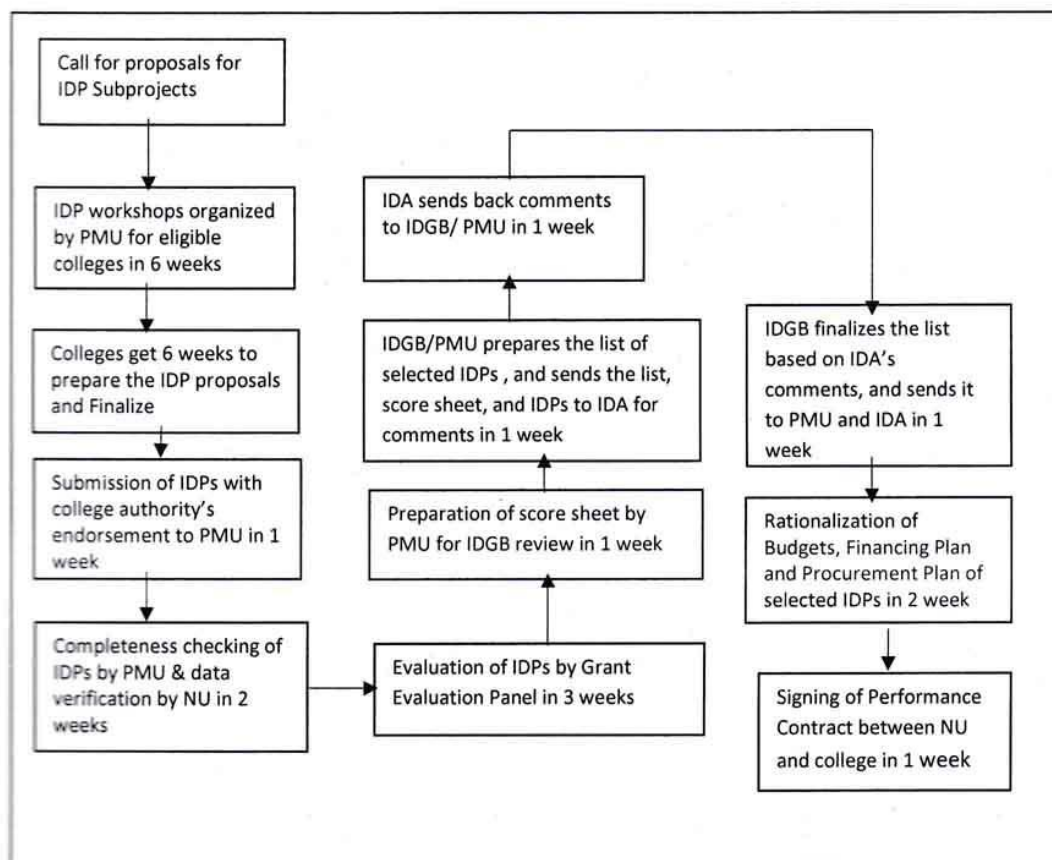 Call for proposals for
IDP Subprojects
IDP workshops organized
by PMU for eligible
colleges in 6 weeks
Colleges get 6 weeks to
prepare the IDP proposals
and Finalize
Submission of IDPs with
college authority's
endorsement to PMU in 1
week
Completeness checking of
IDPs by PMU & data
verification by NU in 2
weeks
Evaluation of IDPs by Grant
Evaluation Panel in 3 weeks
Preparation of score sheet by
PMU for IDGB review in 1 week
IDGB/PMU prepares the list of
selected IDPs , and sends the list,
score sheet, and IDPs to IDA for
comments in 1 week
IDA sends back comments
to IDGB/ PMU in 1 week
IDGB finalizes the list
based on IDA's
comments, and sends it
to PMU and IDA in 1
week
Rationalization of
Budgets, Financing Plan
and Procurement Plan of
selected IDPs in 2 week
Signing of Performance
Contract between NU
and college in 1 week